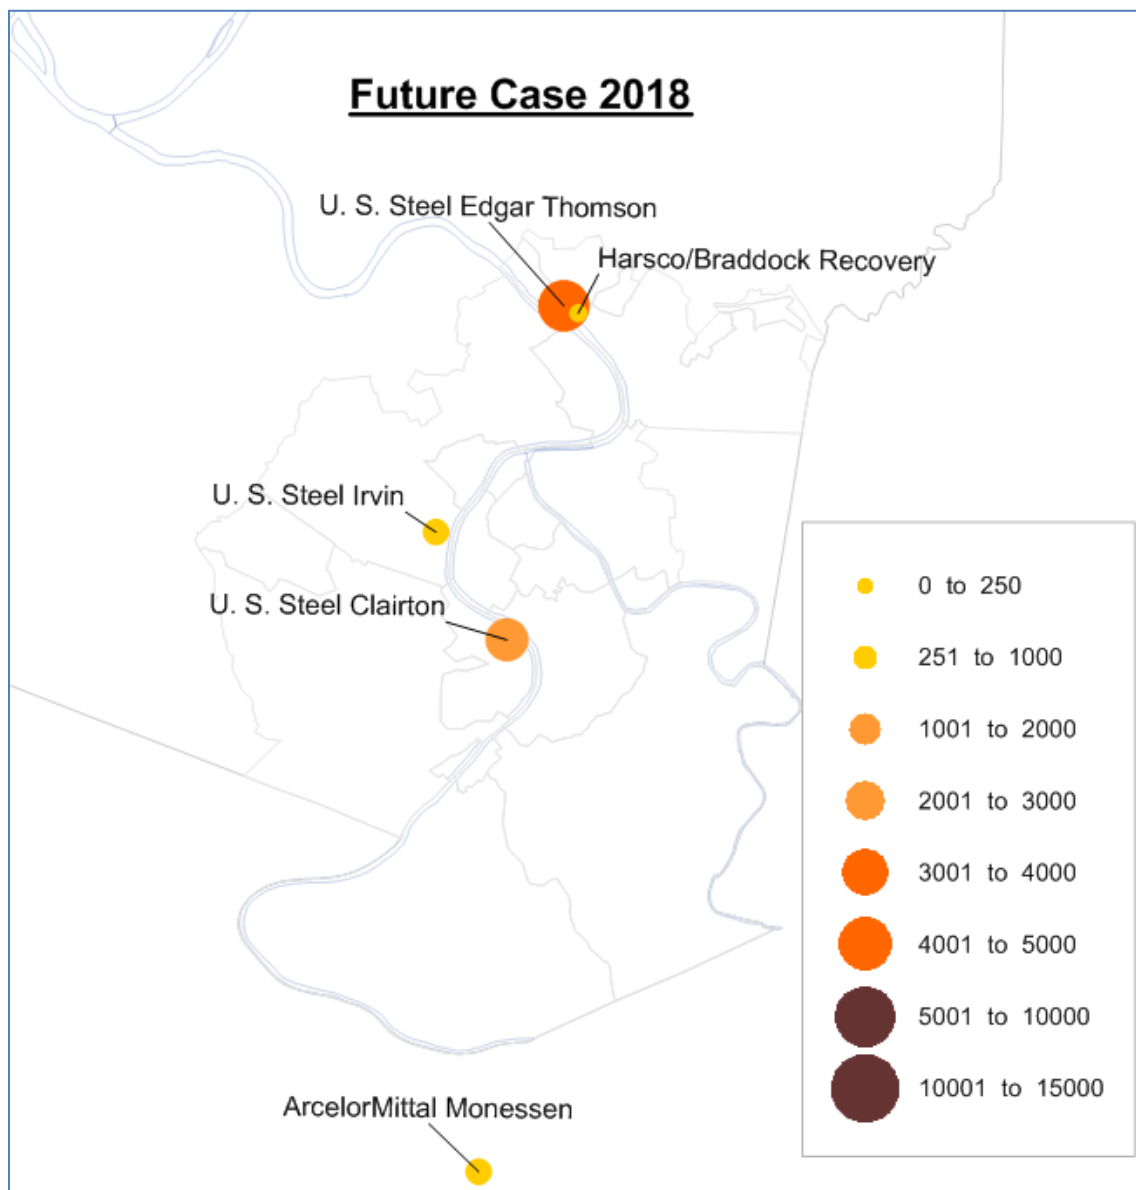 Future Case 2018
U. S. Steel Edgar Thomson
Harsco/Braddock Recovery
U. S. Steel Irvin
U. S. Steel Clairton
ArcelorMittal Monessen
0 to 250
251 to 1000
1001 to 2000
2001 to 3000
3001 to 4000
4001 to 5000
5001 to 10000
10001 to 15000